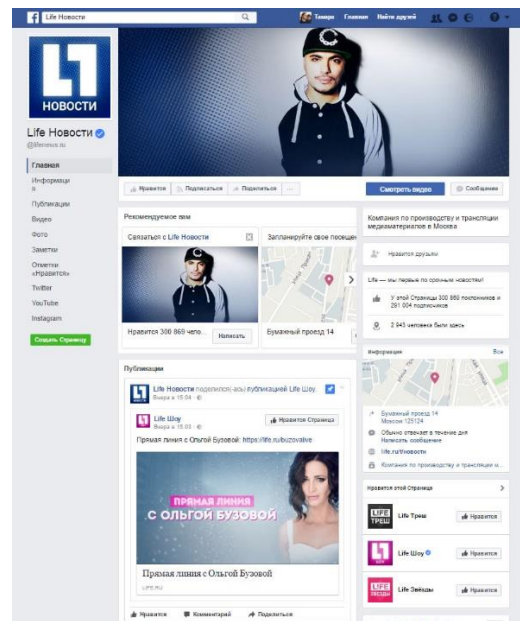 Life Новости
Тамара
Главная
Найти друзей
НОВОСТИ
Life Новости
@lifenews.ru
Главная
Информаци
я
Публикации
Видео
Фото
Заметки
Отметки
«Нравится»
Twitter
YouTube
Instagram
Создать Страницу
Нравится
Подписаться
Поделиться
...
Смотреть видео
Сообщение
Рекомендуемое вам
Связаться с Life Новости
Нравится 300 869 чело...
Написать
Запланируйте свое посещен
Бумажный проезд 14
Публикации
Life Новости поделился(-ась) публикацией Life Шоу.
Вчера в 15:04
Life Шоу
Вчера в 15:03
Нравится Страница
Прямая линия с Ольгой Бузовой: https://life.ru/buzovalive
ПРЯМАЯ ЛИНИЯ
С ОЛЬГОЙ БУЗОВОЙ
Прямая линия с Ольгой Бузовой
LIFE.RU
Нравится
Комментарий
Поделиться
Компания по производству и трансляции
медиаматериалов в Москва
Нравится друзьям
Life — мы первые по срочным новостям!
У этой Страницы 300 869 поклонников и
291 004 подписчиков
2 943 человека были здесь
Информация
Все
Бумажный проезд 14
Москва 125124
Обычно отвечает в течение дня
Написать сообщение
life.ru/новости
Компания по производству и трансляции м...
Нравится этой Странице
LIFE
ТРЕШ
Life Треш
Нравится
Life Шоу
Нравится
LIFE
ЗВЁЗДЫ
Life Звёзды
Нравится